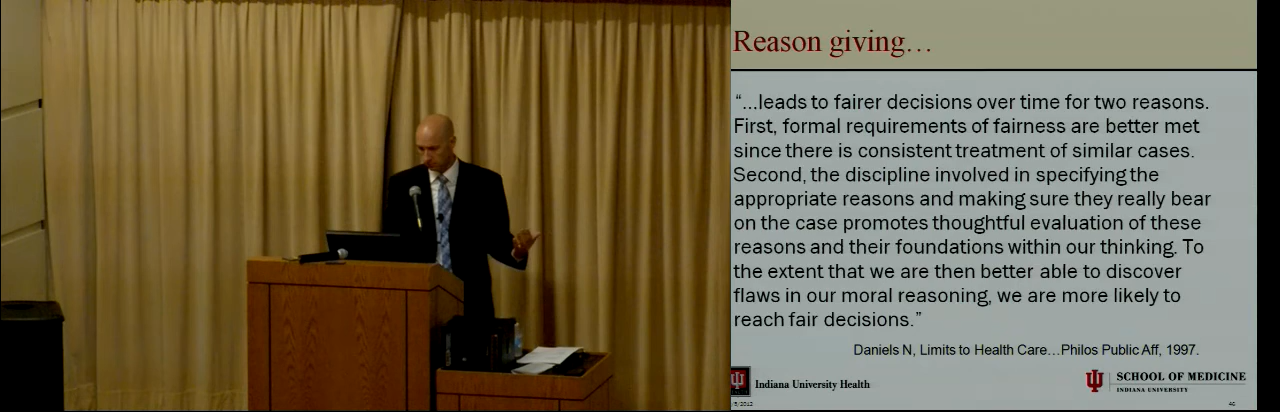 Reason giving…
“…leads to fairer decisions over time for two reasons.
First, formal requirements of fairness are better met
since there is consistent treatment of similar cases.
Second, the discipline involved in specifying the
appropriate reasons and making sure they really bear
on the case promotes thoughtful evaluation of these
reasons and their foundations within our thinking. To
the extent that we are then better able to discover
flaws in our moral reasoning, we are more likely to
reach fair decisions.”
Daniels N, Limits to Health Care…Philos Public Aff, 1997.
Indiana University Health
SCHOOL OF MEDICINE
INDIANA UNIVERSITY